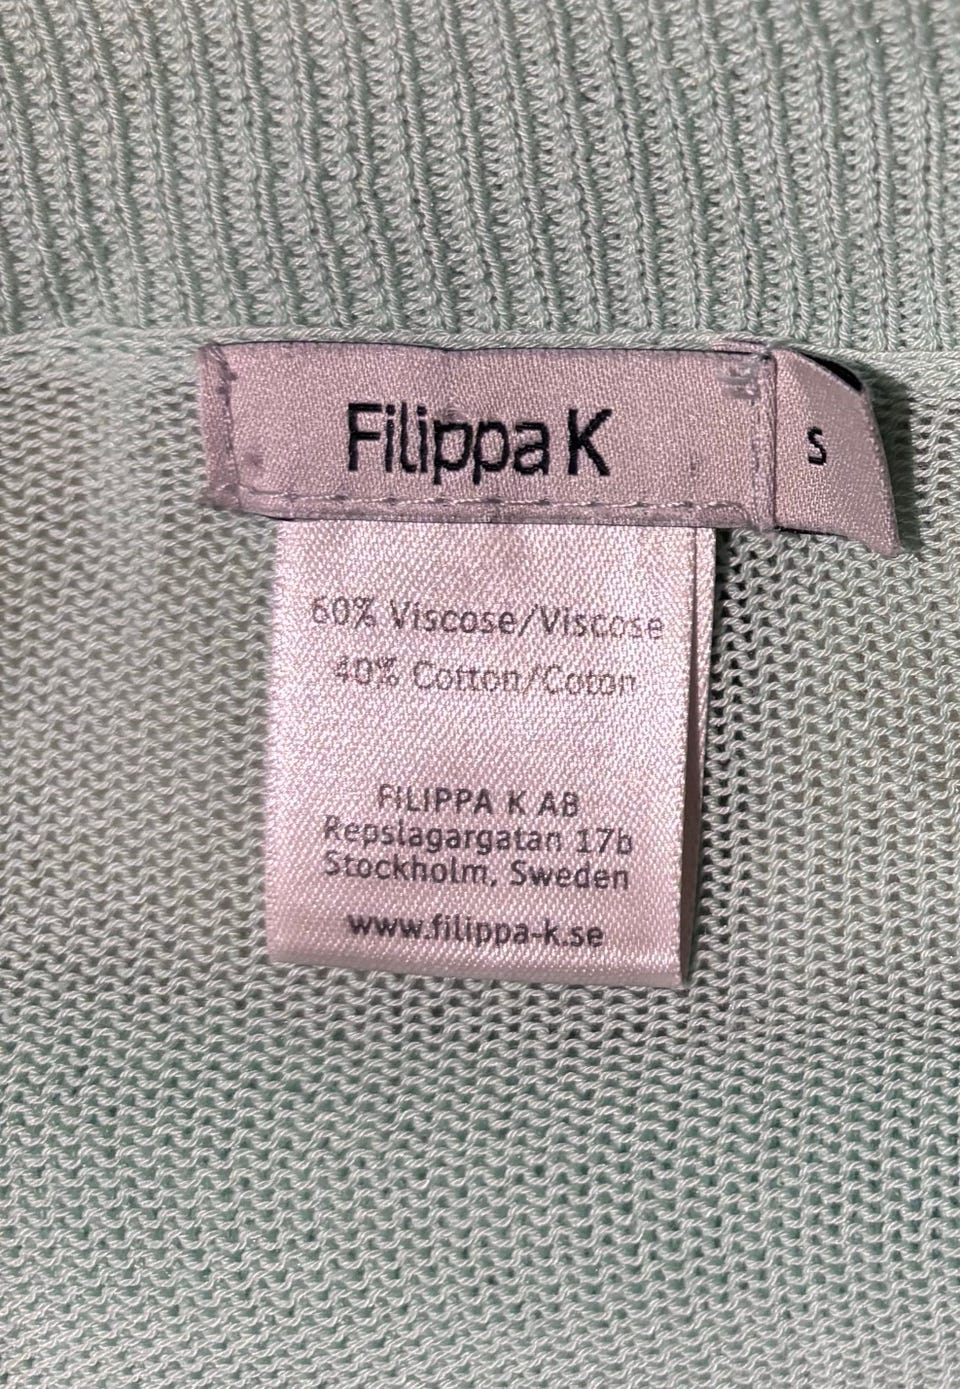 Filippa K
S
60% Viscose/Viscose
40% Cotton/Coton
FILIPPA K AB
Repslagargatan 17b
Stockholm, Sweden
www.filippa-k.se